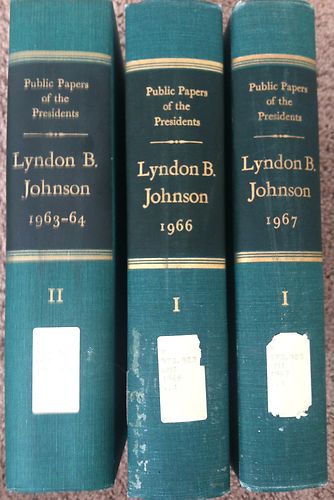 Public Papers
of the
Presidents
Lyndon B.
Johnson
1963-64
II
Public Papers
of the
Presidents
Lyndon B.
Johnson
1966
I
Public Papers
of the
Presidents
Lyndon B.
Johnson
1967
I